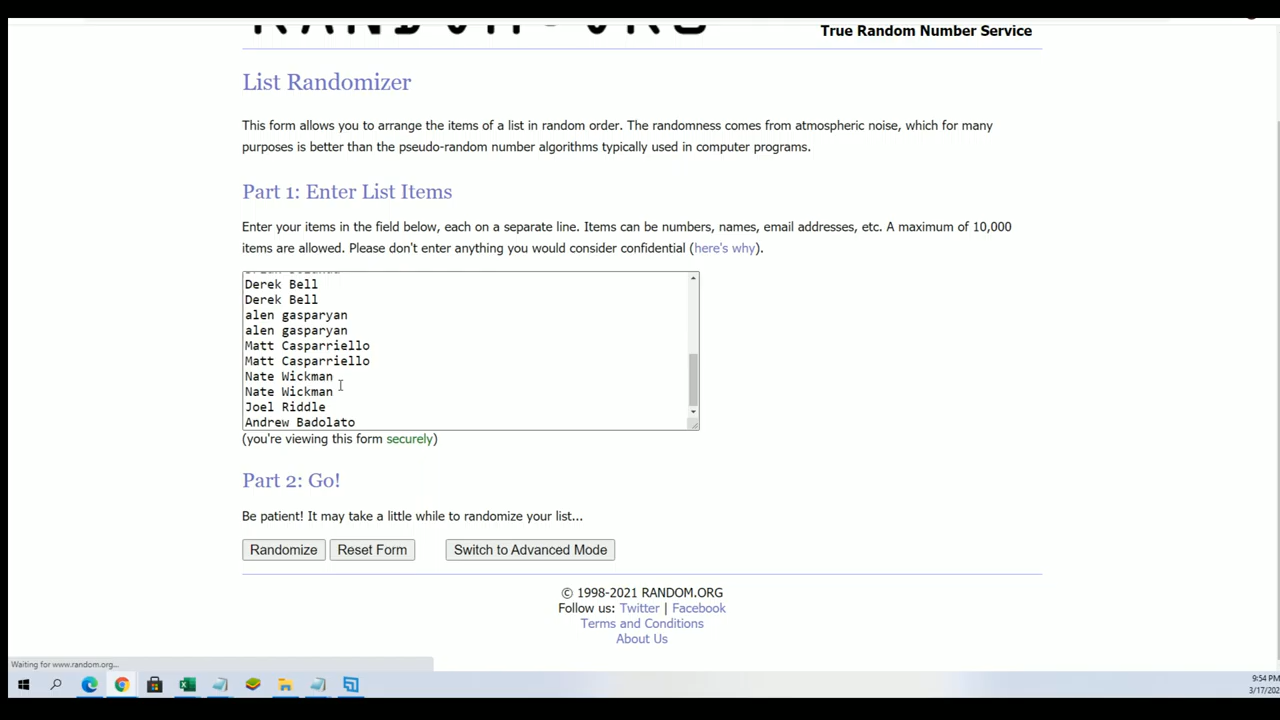 True Random Number Service
List Randomizer
This form allows you to arrange the items of a list in random order. The randomness comes from atmospheric noise, which for many
purposes is better than the pseudo-random number algorithms typically used in computer programs.
Part 1: Enter List Items
Enter your items in the field below, each on a separate line. Items can be numbers, names, email addresses, etc. A maximum of 10,000
items are allowed. Please don't enter anything you would consider confidential (here's why).
Derek Bell
Derek Bell
alen gasparyan
alen gasparyan
Matt Casparriello
Matt Casparriello
Nate Wickman
Nate Wickman
Joel Riddle
Andrew Badolato
(you're viewing this form securely)
Part 2: Go!
Be patient! It may take a little while to randomize your list...
Randomize Reset Form Switch to Advanced Mode
© 1998-2021 RANDOM.ORG
Follow us: Twitter | Facebook
Terms and Conditions
About Us
Waiting for www.random.org...
9:54 PM
3/17/202